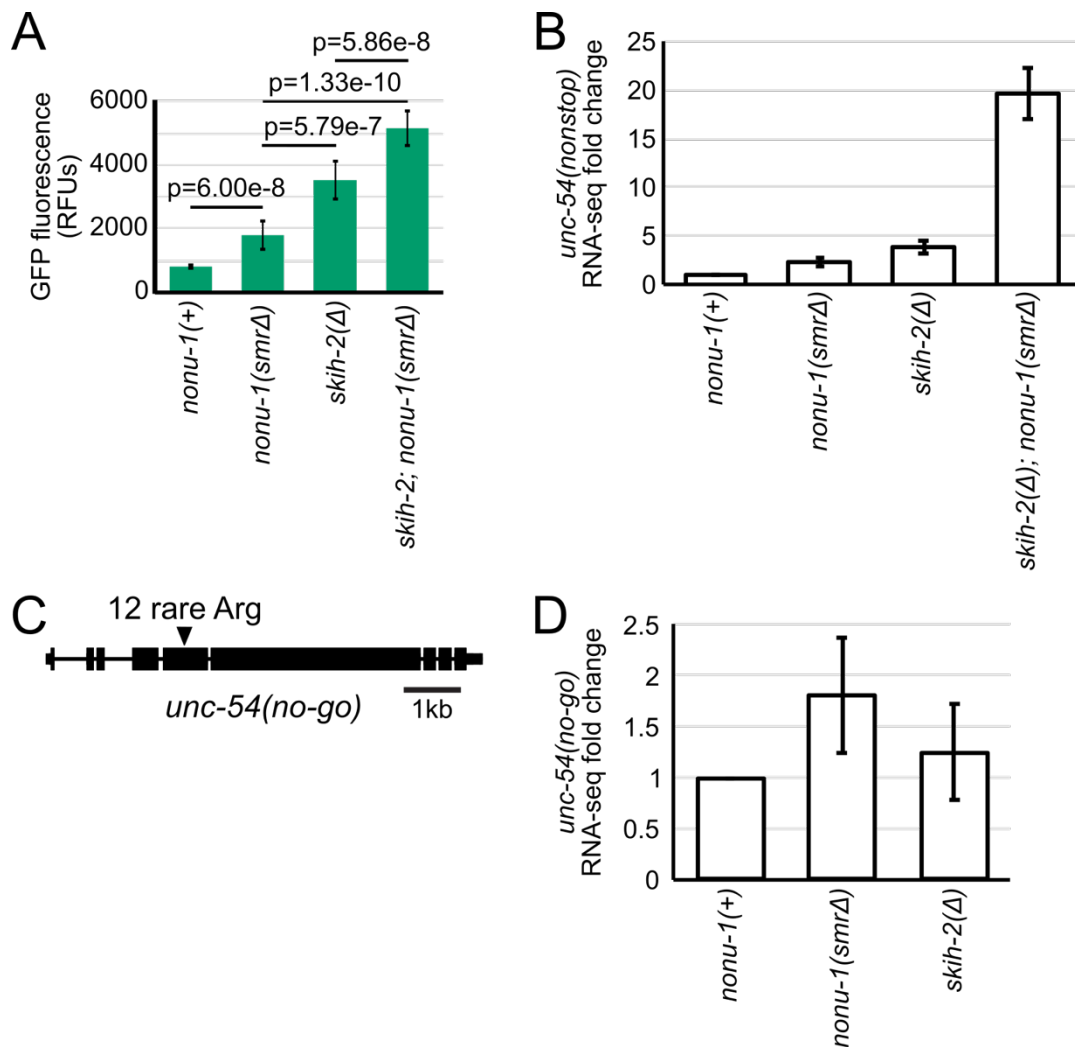 A
p=5.86e-8
p=1.33e-10
p=5.79e-7
p=6.00e-8
GFP fluorescence
(RFUs)
6000
4000
2000
0
nonu-1(+)
nonu-1(smrΔ)
skih-2(Δ)
skih-2; nonu-1(smrΔ)
B
unc-54(nonstop)
RNA-seq fold change
25
20
15
10
5
0
nonu-1(+)
nonu-1(smrΔ)
skih-2(Δ)
skih-2(Δ); nonu-1(smrΔ)
C
12 rare Arg
unc-54(no-go)
1kb
D
unc-54(no-go)
RNA-seq fold change
2.5
2
1.5
1
0.5
0
nonu-1(+)
nonu-1(smrΔ)
skih-2(Δ)